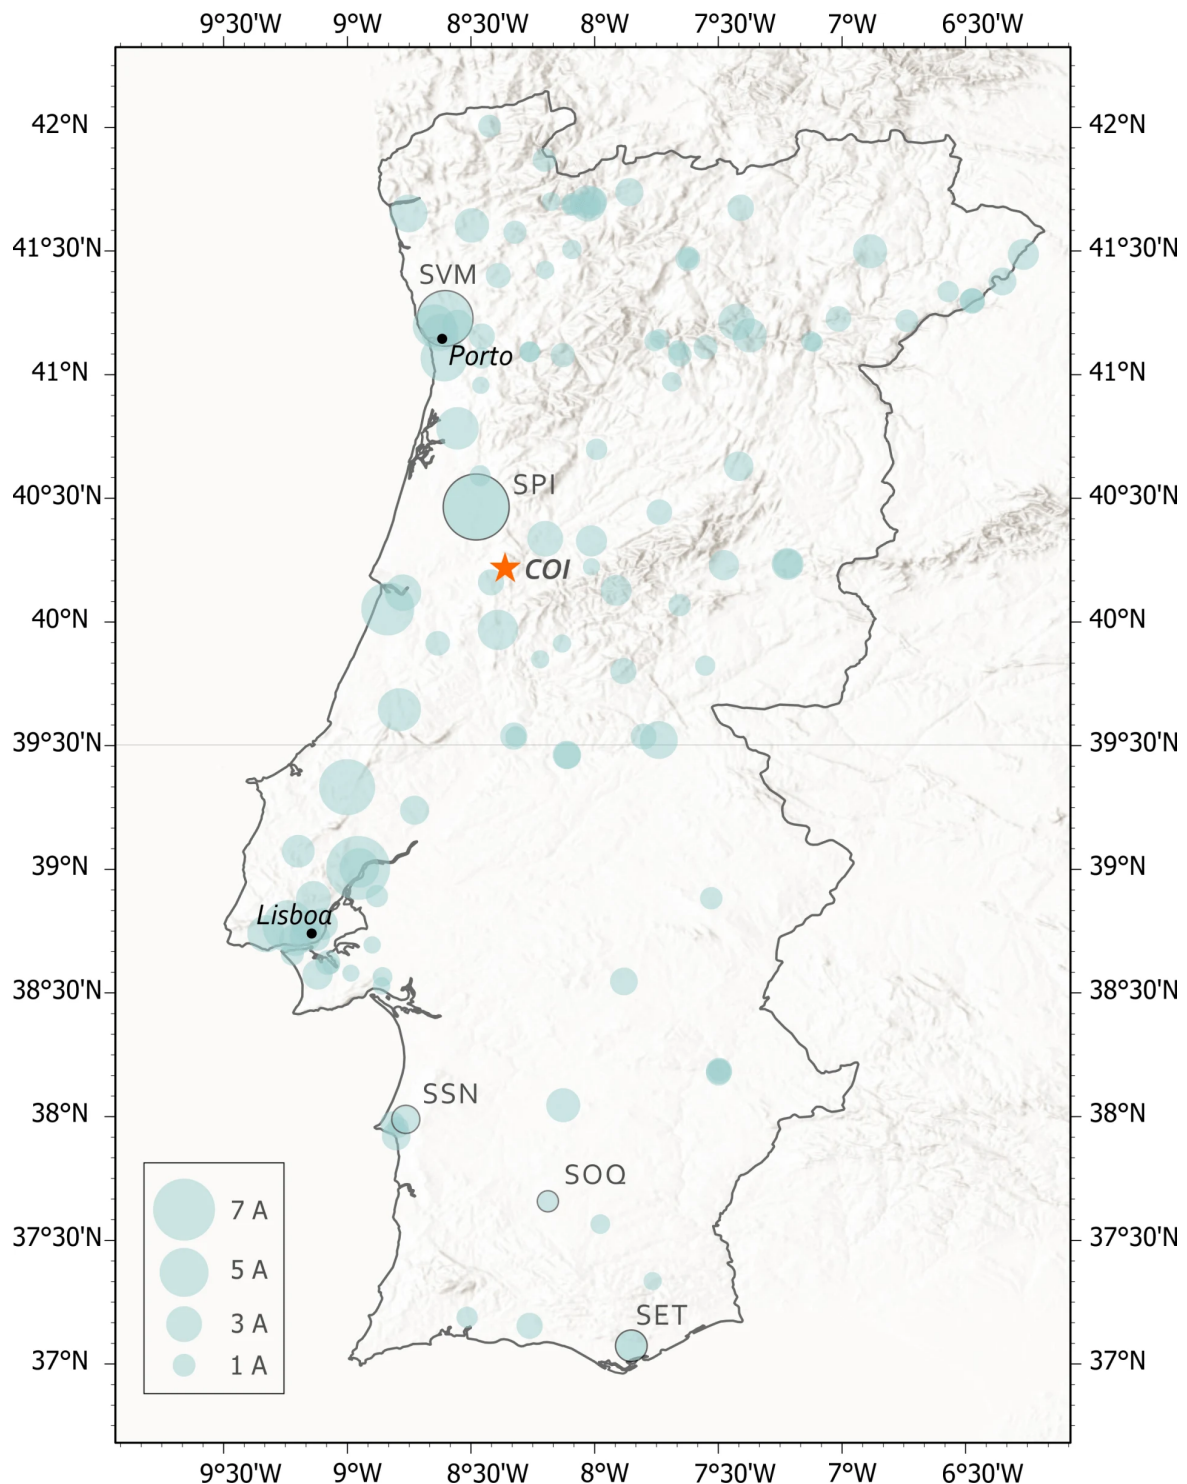 9°30'W 9°W 8°30'W 8°W 7°30'W 7°W 6°30'W
42°N 42°N
41°30'N 41°30'N
SVM
Porto
41°N 41°N
SPI
40°30'N 40°30'N
COI
40°N 40°N
39°30'N 39°30'N
39°N 39°N
Lisboa
38°30'N 38°30'N
SSN
38°N 38°N
SOQ
7 A
37°30'N 37°30'N
5 A
SET
3 A
37°N 37°N
1 A
9°30'W 9°W 8°30'W 8°W 7°30'W 7°W 6°30'W